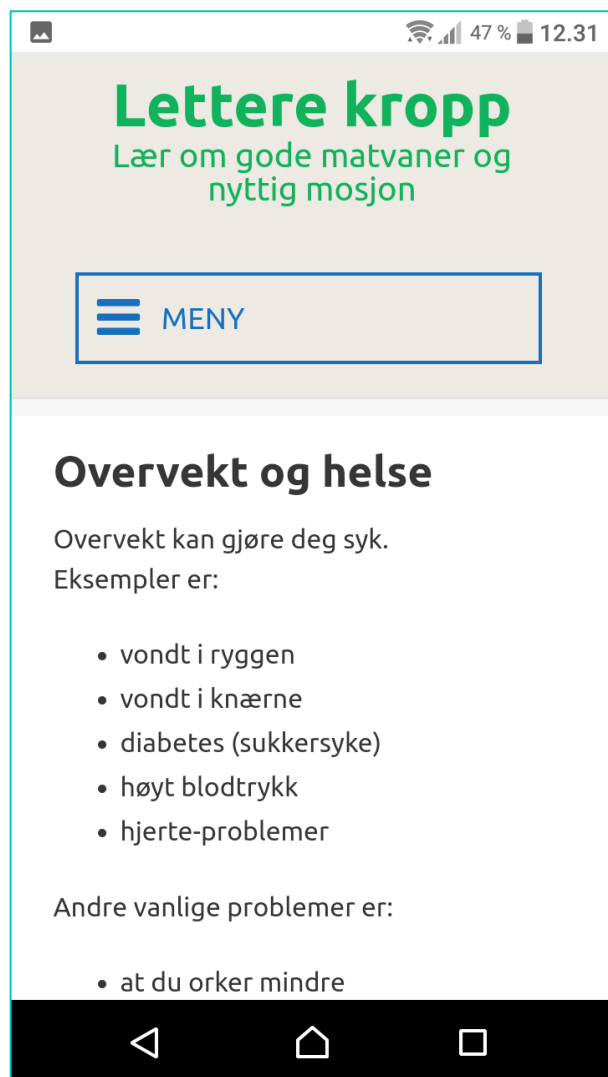 47 % 12.31
Lettere kropp
Lær om gode matvaner og
nyttig mosjon
MENY
Overvekt og helse
Overvekt kan gjøre deg syk.
Eksempler er:
• vondt i ryggen
• vondt i knærne
• diabetes (sukkersyke)
• høyt blodtrykk
• hjerte-problemer
Andre vanlige problemer er:
• at du orker mindre